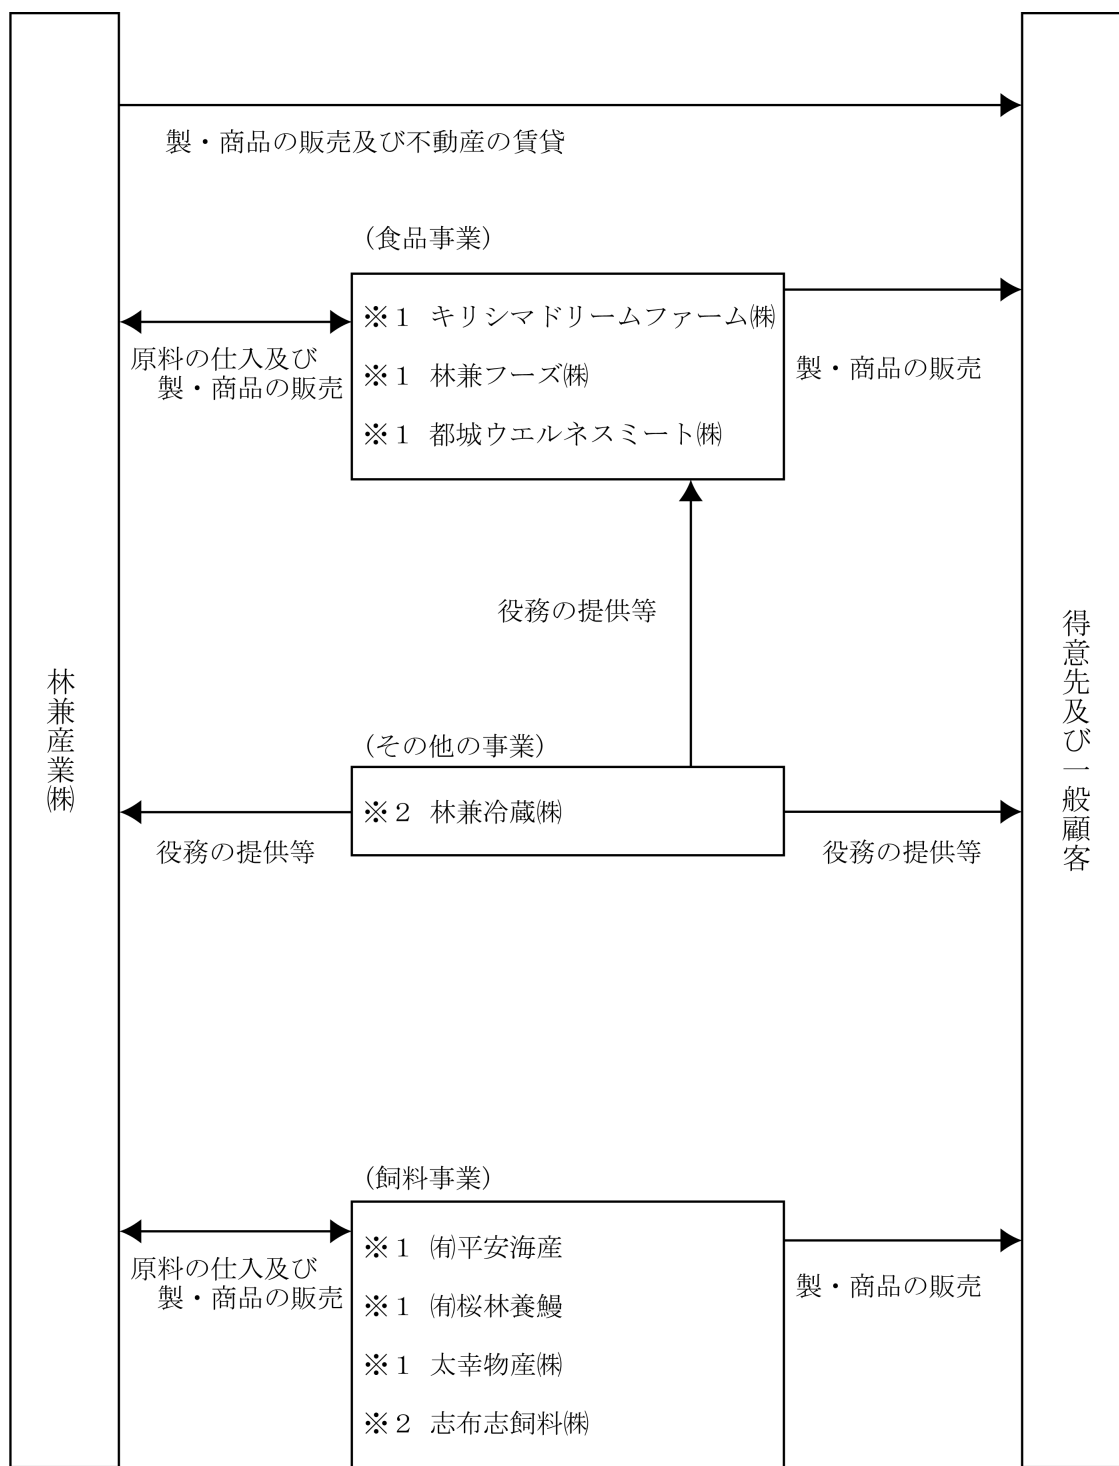 製・商品の販売及び不動産の賃貸
(食品事業)
※1 キリシマドリームファーム㈱
※1 林兼フーズ㈱
※1 都城ウエルネスミート㈱
原料の仕入及び
製・商品の販売
製・商品の販売
役務の提供等
林兼産業㈱
得意先及び一般顧客
(その他の事業)
※2 林兼冷蔵㈱
役務の提供等
役務の提供等
(飼料事業)
※1 ㈲平安海産
※1 ㈲桜林養鰻
※1 太幸物産㈱
※2 志布志飼料㈱
原料の仕入及び
製・商品の販売
製・商品の販売